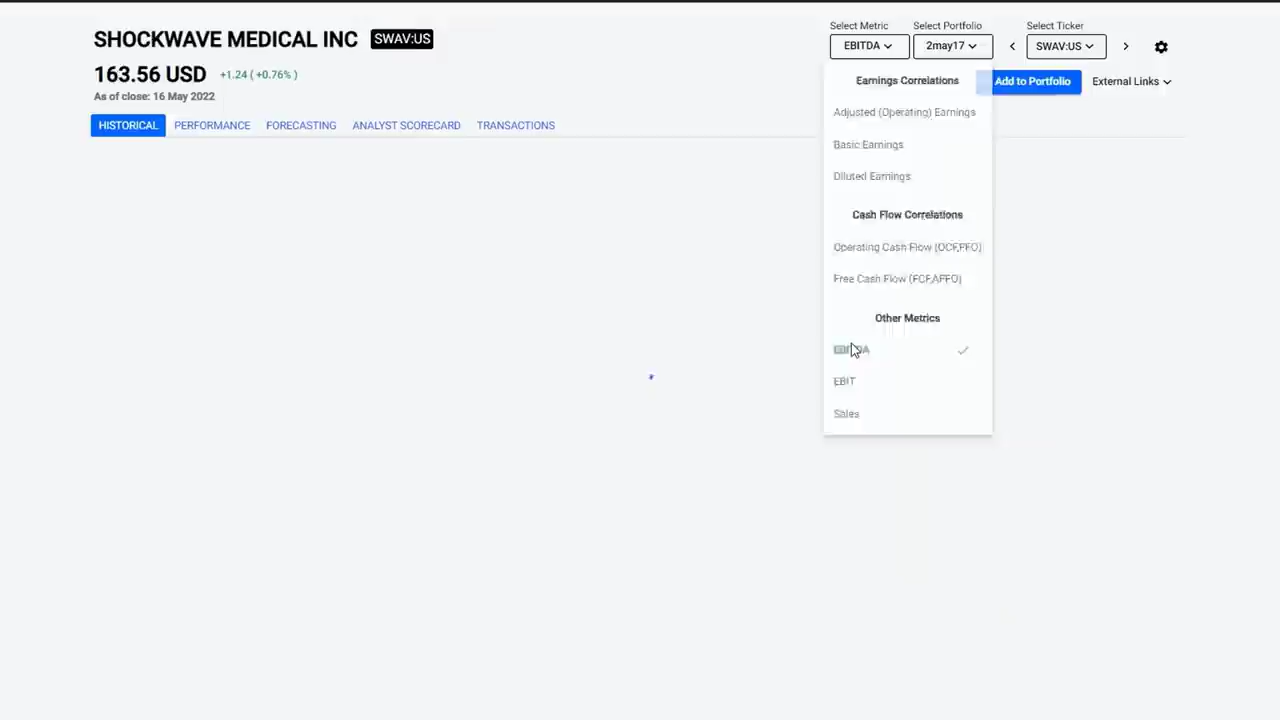 SHOCKWAVE MEDICAL INC SWAV:US
163.56 USD +1.24 ( +0.76% )
As of close: 16 May 2022
Select Metric Select Portfolio Select Ticker
EBITDA 2may17 SWAV:US
Add to Portfolio External Links
HISTORICAL PERFORMANCE FORECASTING ANALYST SCORECARD TRANSACTIONS
Earnings Correlations
Adjusted (Operating) Earnings
Basic Earnings
Diluted Earnings
Cash Flow Correlations
Operating Cash Flow (OCF,FFO)
Free Cash Flow (FCF,AFFO)
Other Metrics
EBITDA
EBIT
Sales